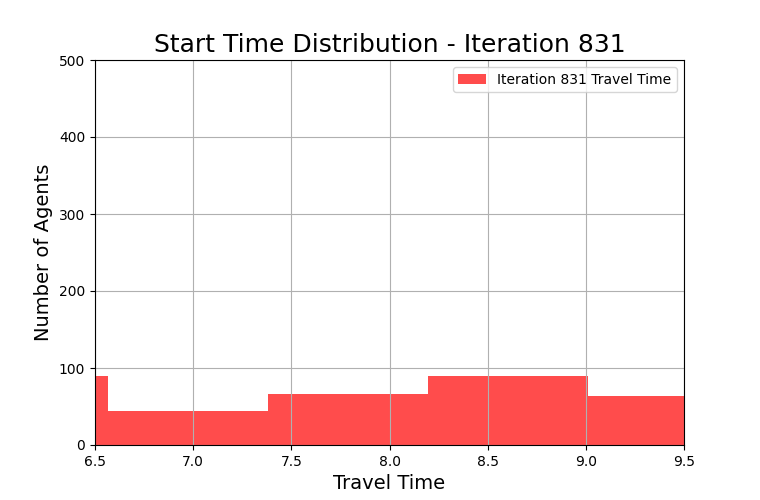 Start Time Distribution - Iteration 831
500
400
300
200
100
0
Number of Agents
Iteration 831 Travel Time
6.5 7.0 7.5 8.0 8.5 9.0 9.5
Travel Time